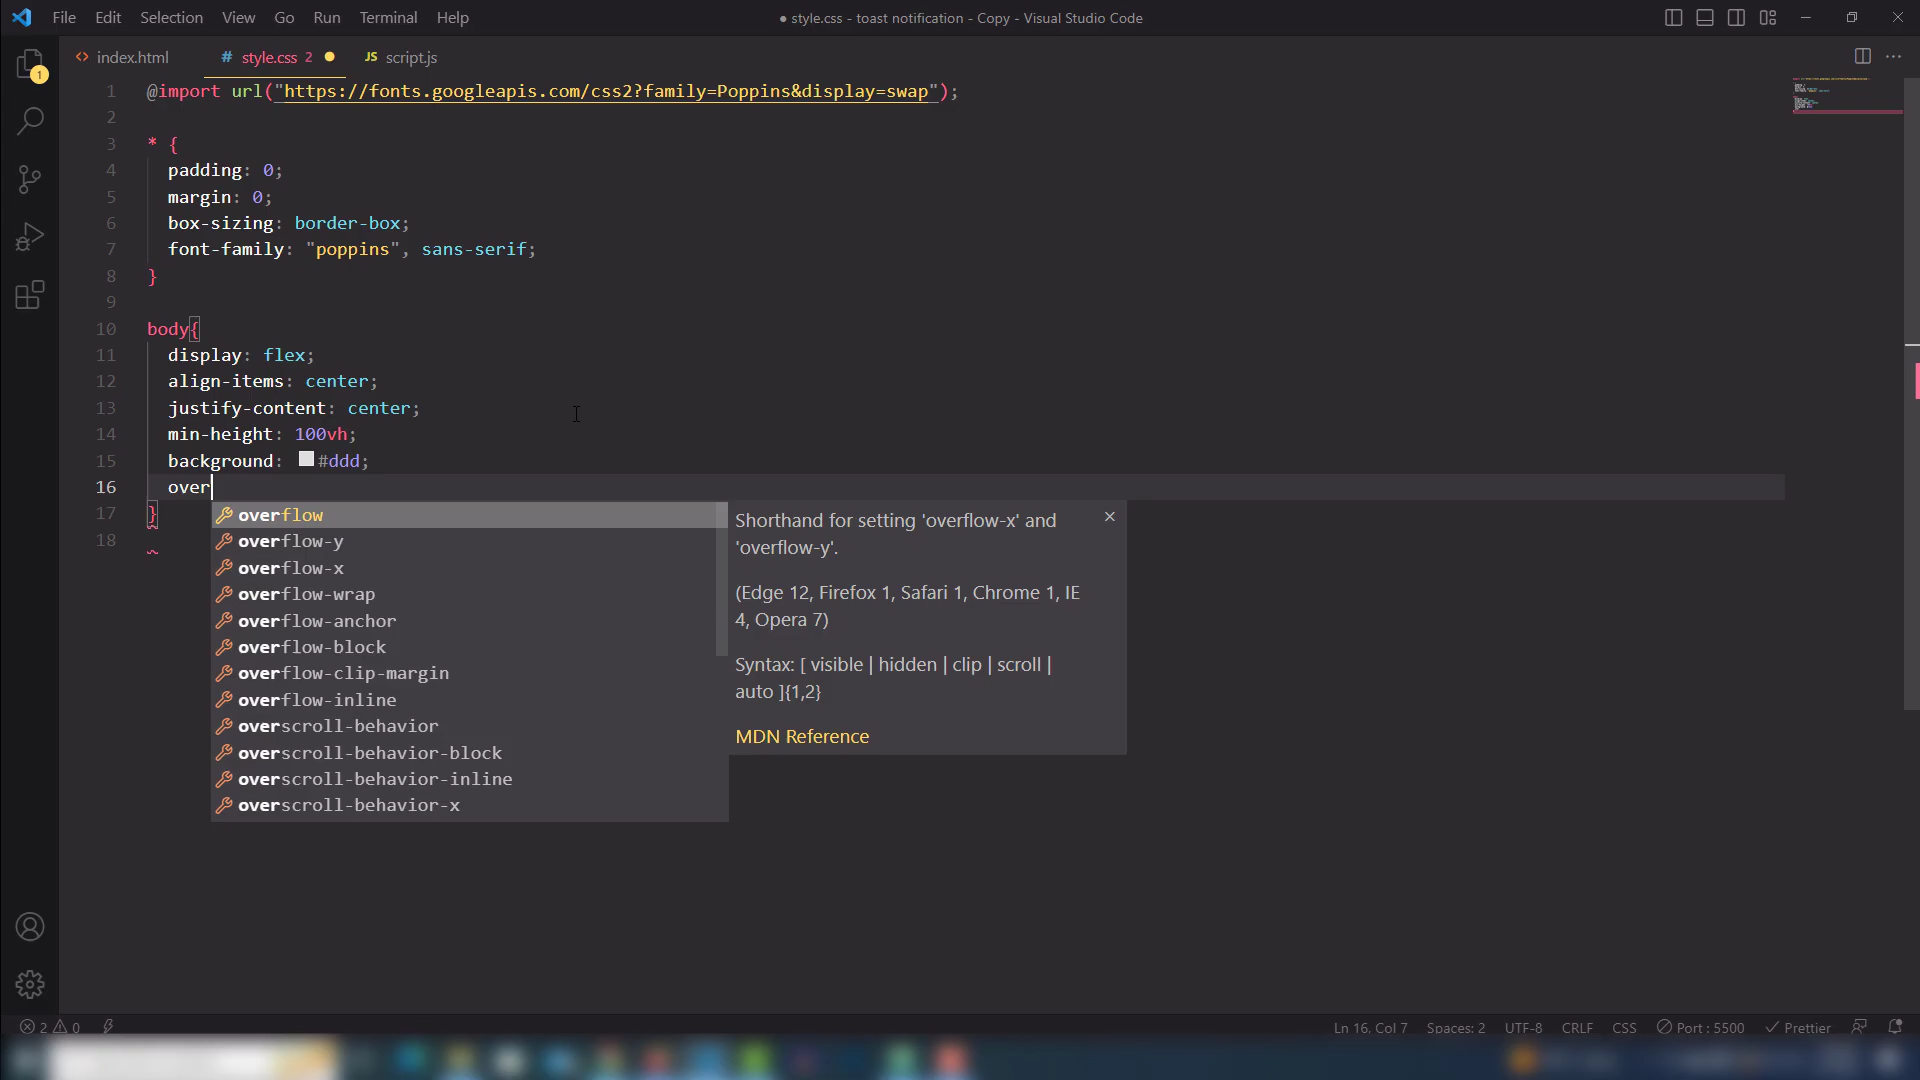 File Edit Selection View Go Run Terminal Help
● style.css - toast notification - Copy - Visual Studio Code
<> index.html
# style.css 2 ●
JS script.js
1
1 @import url("https://fonts.googleapis.com/css2?family=Poppins&display=swap");
2
3 * {
4 padding: 0;
5 margin: 0;
6 box-sizing: border-box;
7 font-family: "poppins", sans-serif;
8 }
9
10 body{
11 display: flex;
12 align-items: center;
13 justify-content: center;
14 min-height: 100vh;
15 background: #ddd;
16 over
17 }
18
overflow
overflow-y
overflow-x
overflow-wrap
overflow-anchor
overflow-block
overflow-clip-margin
overflow-inline
overscroll-behavior
overscroll-behavior-block
overscroll-behavior-inline
overscroll-behavior-x
Shorthand for setting 'overflow-x' and
'overflow-y'.
(Edge 12, Firefox 1, Safari 1, Chrome 1, IE
4, Opera 7)
Syntax: [ visible | hidden | clip | scroll |
auto ]{1,2}
MDN Reference
2 0
Ln 16, Col 7 Spaces: 2 UTF-8 CRLF CSS Port : 5500 Prettier